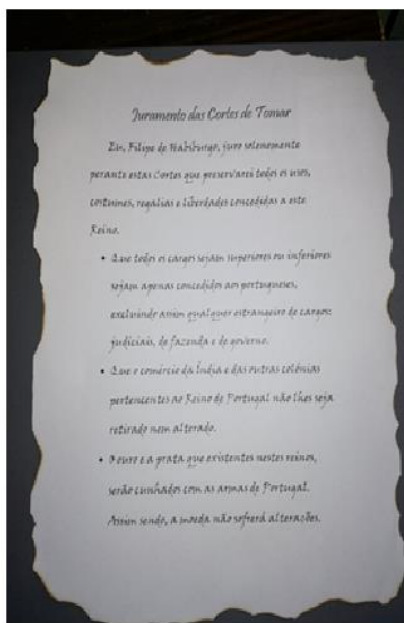 Juramento das Cortes de Tomar
Eu, Filipe de Habsburgo, juro solenemente
perante estas Cortes que preservarei todos os usos,
costumes, regalias e liberdades concedidas a este
Reino.
• Que todos os cargos sejam superiores ou inferiores
sejam apenas concedidos aos portugueses,
excluindo assim qualquer estrangeiro de cargos:
judiciais, de fazenda e de governo.
• Que o comércio da Índia e das outras colónias
pertencentes ao Reino de Portugal não lhes seja
retirado nem alterado.
• O ouro e a prata que existentes nestes reinos,
serão cunhados com as armas de Portugal.
Assim sendo, a moeda não sofrerá alterações.